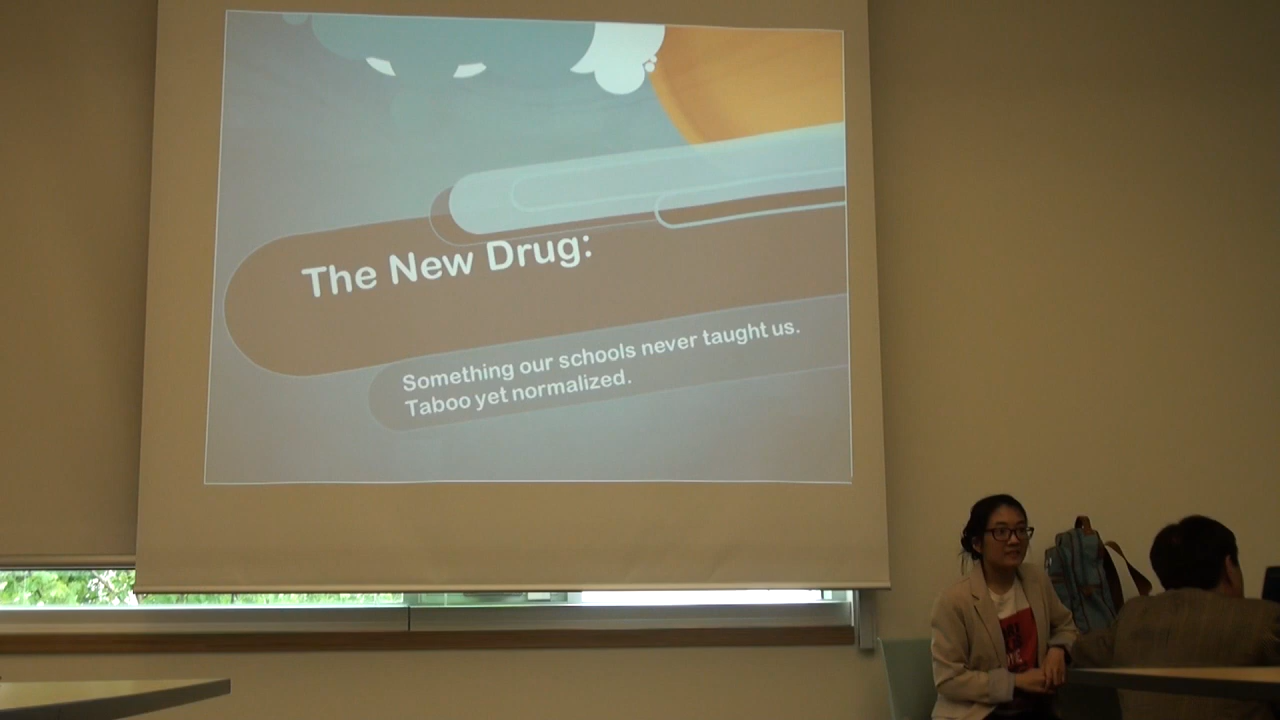 The New Drug:
Something our schools never taught us.
Taboo yet normalized.